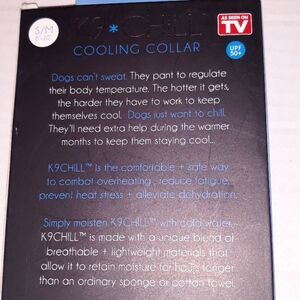 S/M
K9*CHILL
COOLING COLLAR
AS SEEN ON
TV
UPF
50+
Dogs can't sweat. They pant to regulate
their body temperature. The hotter it gets,
the harder they have to work to keep
themselves cool. Dogs just want to chill.
They'll need extra help during the warmer
months to keep them staying cool...
K9CHILL™ is the comfortable + safe way
to combat overheating, reduce fatigue,
prevent heat stress + alleviate dehydration.
Simply moisten K9CHILL™ with cold water.
K9CHILL™ is made with a unique blend of
breathable + lightweight materials that
allow it to retain moisture for hours longer
than an ordinary sponge or cotton towel.